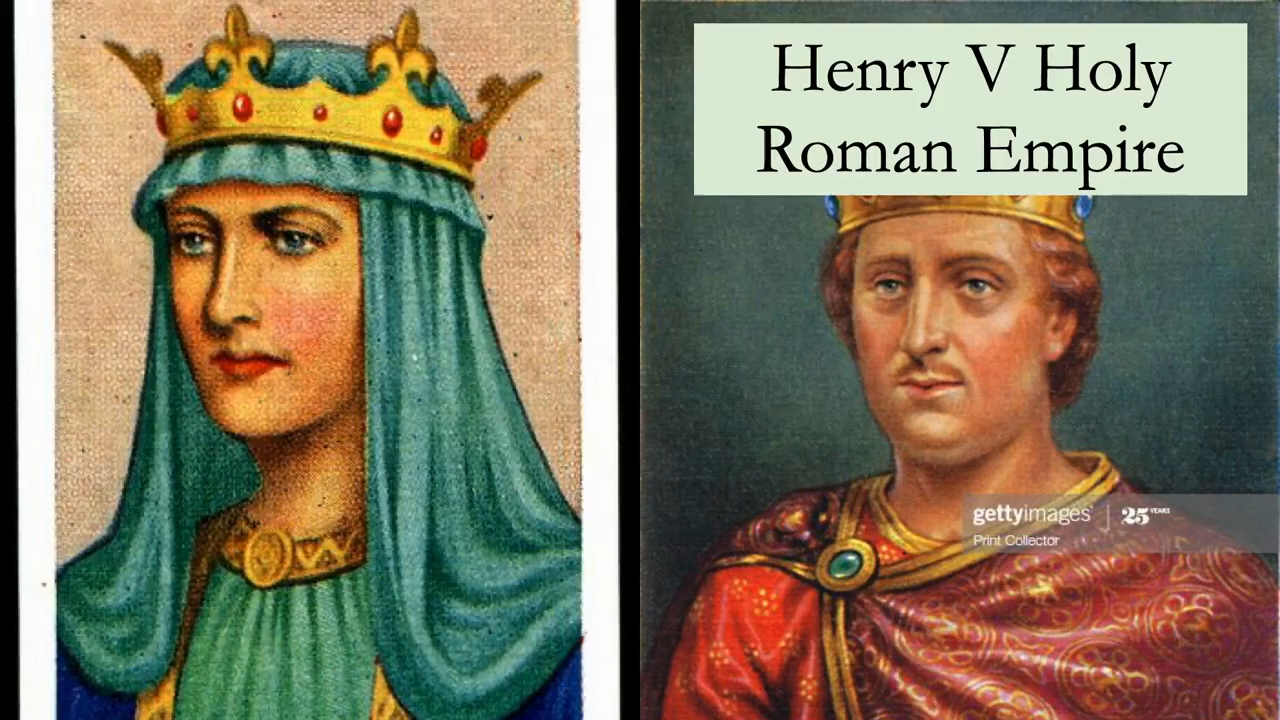 Henry V Holy
Roman Empire
gettyimages® | 25 YEARS
Print Collector